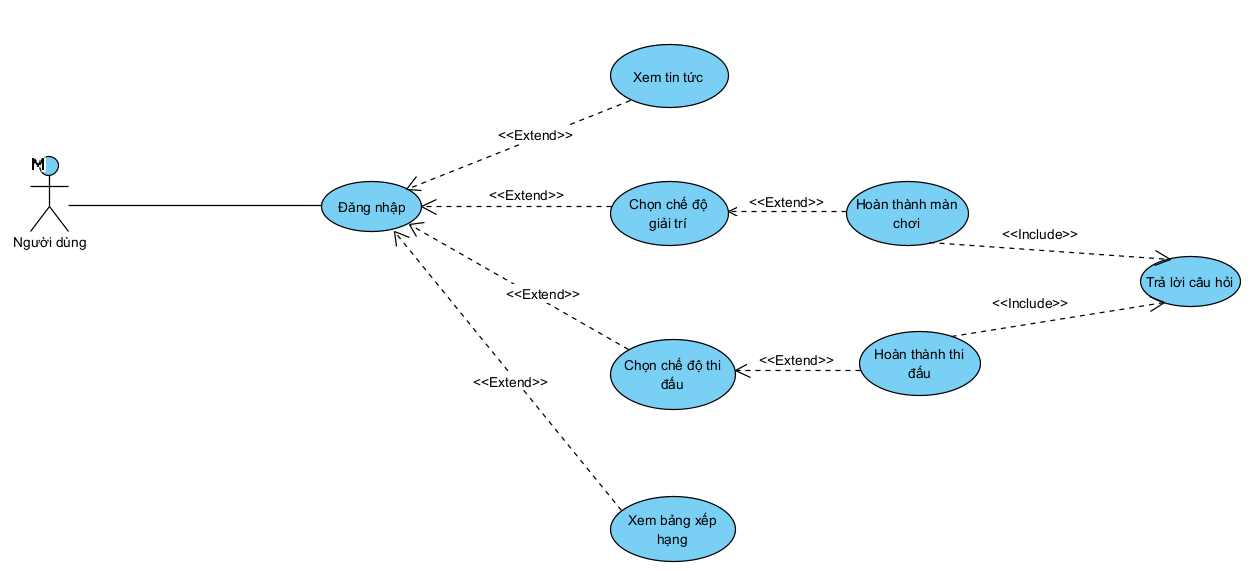 Xem tin tức
<<Extend>>
M
Người dùng
Đăng nhập
<<Extend>>
Chọn chế độ
giải trí
<<Extend>>
Hoàn thành màn
chơi
<<Include>>
Trả lời câu hỏi
<<Extend>>
<<Include>>
Chọn chế độ thi
đấu
<<Extend>>
Hoàn thành thi
đấu
<<Extend>>
Xem bảng xếp
hạng